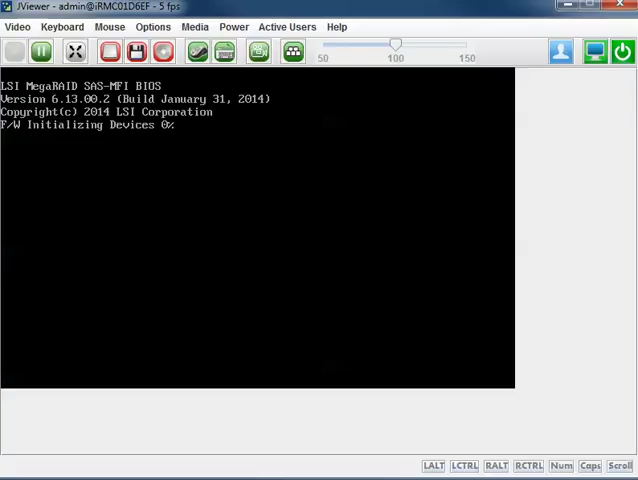 JViewer - admin@iRMC01D6EF - 5 fps
Video Keyboard Mouse Options Media Power Active Users Help
50 100 150
LSI MegaRAID SAS-MFI BIOS
Version 6.13.00.2 (Build January 31, 2014)
Copyright(c) 2014 LSI Corporation
F/W Initializing Devices 0%
LALT LCTRL RALT RCTRL Num Caps Scroll